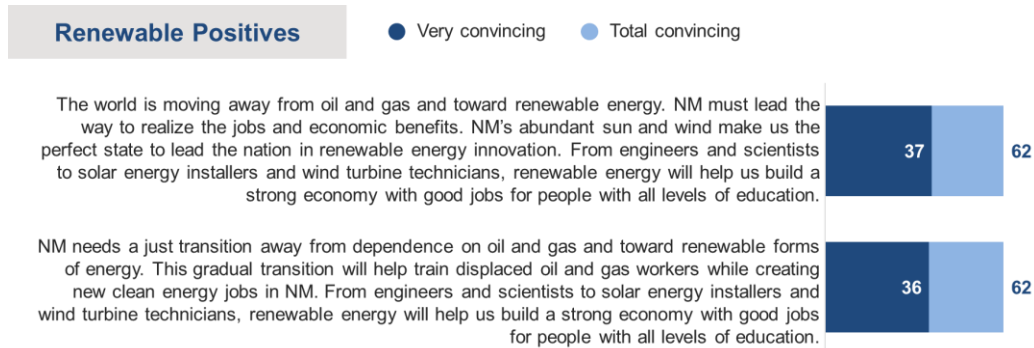 Renewable Positives
Very convincing
Total convincing
The world is moving away from oil and gas and toward renewable energy. NM must lead the
way to realize the jobs and economic benefits. NM's abundant sun and wind make us the
perfect state to lead the nation in renewable energy innovation. From engineers and scientists
to solar energy installers and wind turbine technicians, renewable energy will help us build a
strong economy with good jobs for people with all levels of education.
37
62
NM needs a just transition away from dependence on oil and gas and toward renewable forms
of energy. This gradual transition will help train displaced oil and gas workers while creating
new clean energy jobs in NM. From engineers and scientists to solar energy installers and
wind turbine technicians, renewable energy will help us build a strong economy with good jobs
for people with all levels of education.
36
62